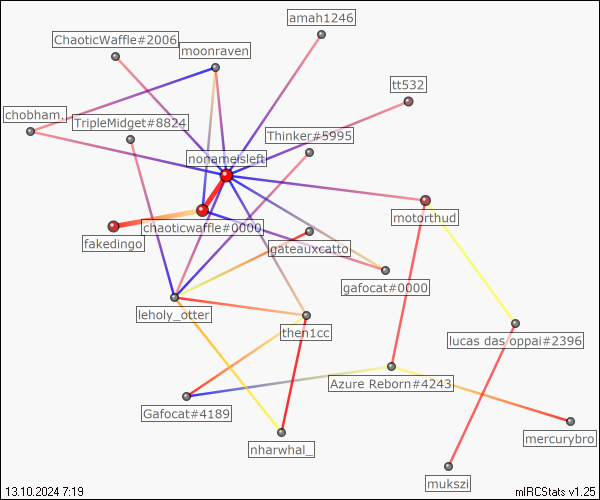 amah1246
ChaoticWaffle#2006
moonraven
tt532
chobham.
TripleMidget#8824
Thinker#5995
nonameisleft
motorthud
chaoticwaffle#0000
fakedingo
gateauxcatto
gafocat#0000
leholy_otter
then1cc
lucas das oppai#2396
Azure Reborn#4243
Gafocat#4189
mercurybro
nharwhal_
mukszi
13.10.2024 7:19
mIRCStats v1.25